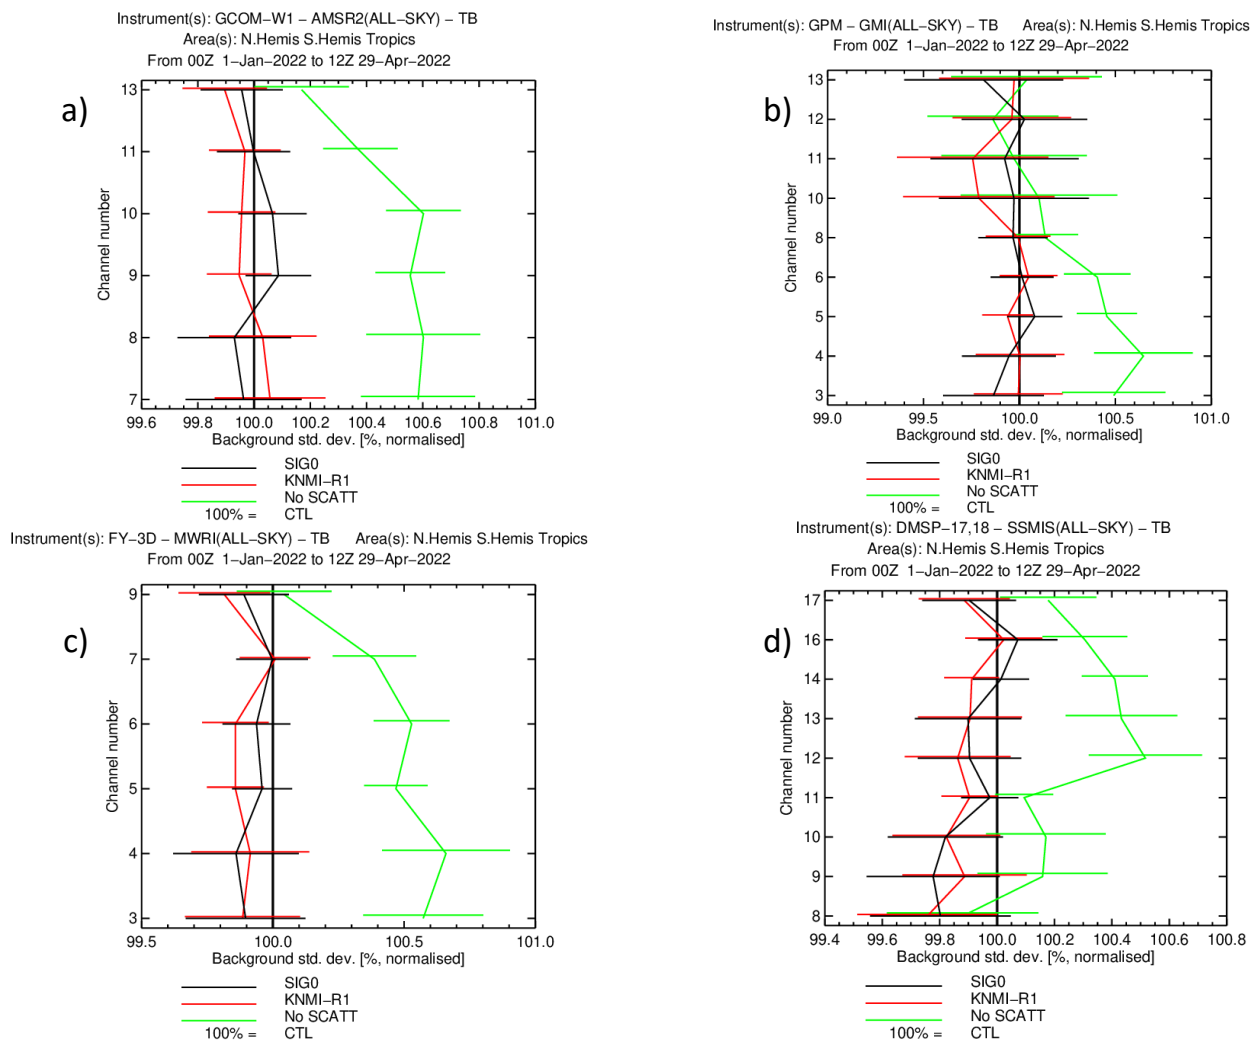 Instrument(s): GCOM−W1 − AMSR2(ALL−SKY) − TB
Area(s): N.Hemis S.Hemis Tropics
From 00Z 1−Jan−2022 to 12Z 29−Apr−2022
a)
13
11
10
9
8
7
Channel number
99.6 99.8 100.0 100.2 100.4 100.6 100.8 101.0
Background std. dev. [%, normalised]
SIG0
KNMI−R1
No SCATT
100% = CTL
Instrument(s): GPM − GMI(ALL−SKY) − TB Area(s): N.Hemis S.Hemis Tropics
From 00Z 1−Jan−2022 to 12Z 29−Apr−2022
b)
13
12
11
10
8
6
5
4
3
Channel number
99.0 99.5 100.0 100.5 101.0
Background std. dev. [%, normalised]
SIG0
KNMI−R1
No SCATT
100% = CTL
Instrument(s): FY−3D − MWRI(ALL−SKY) − TB Area(s): N.Hemis S.Hemis Tropics
From 00Z 1−Jan−2022 to 12Z 29−Apr−2022
c)
9
7
6
5
4
3
Channel number
99.5 100.0 100.5 101.0
Background std. dev. [%, normalised]
SIG0
KNMI−R1
No SCATT
100% = CTL
Instrument(s): DMSP−17,18 − SSMIS(ALL−SKY) − TB
Area(s): N.Hemis S.Hemis Tropics
From 00Z 1−Jan−2022 to 12Z 29−Apr−2022
d)
17
16
14
13
12
11
10
9
8
Channel number
99.4 99.6 99.8 100.0 100.2 100.4 100.6 100.8
Background std. dev. [%, normalised]
SIG0
KNMI−R1
No SCATT
100% = CTL